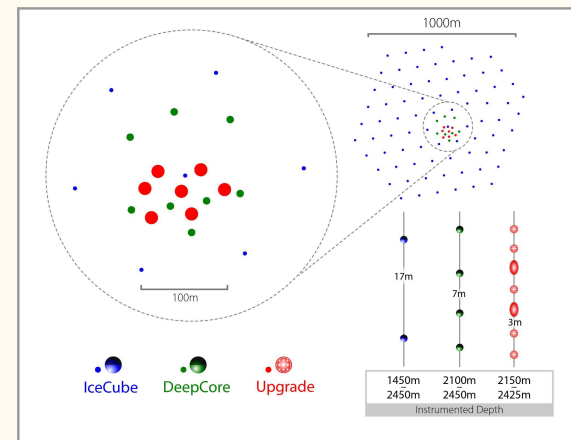 1000m
100m
17m
7m
3m
IceCube
DeepCore
Upgrade
1450m
-
2450m
2100m
-
2450m
2150m
-
2425m
Instrumented Depth